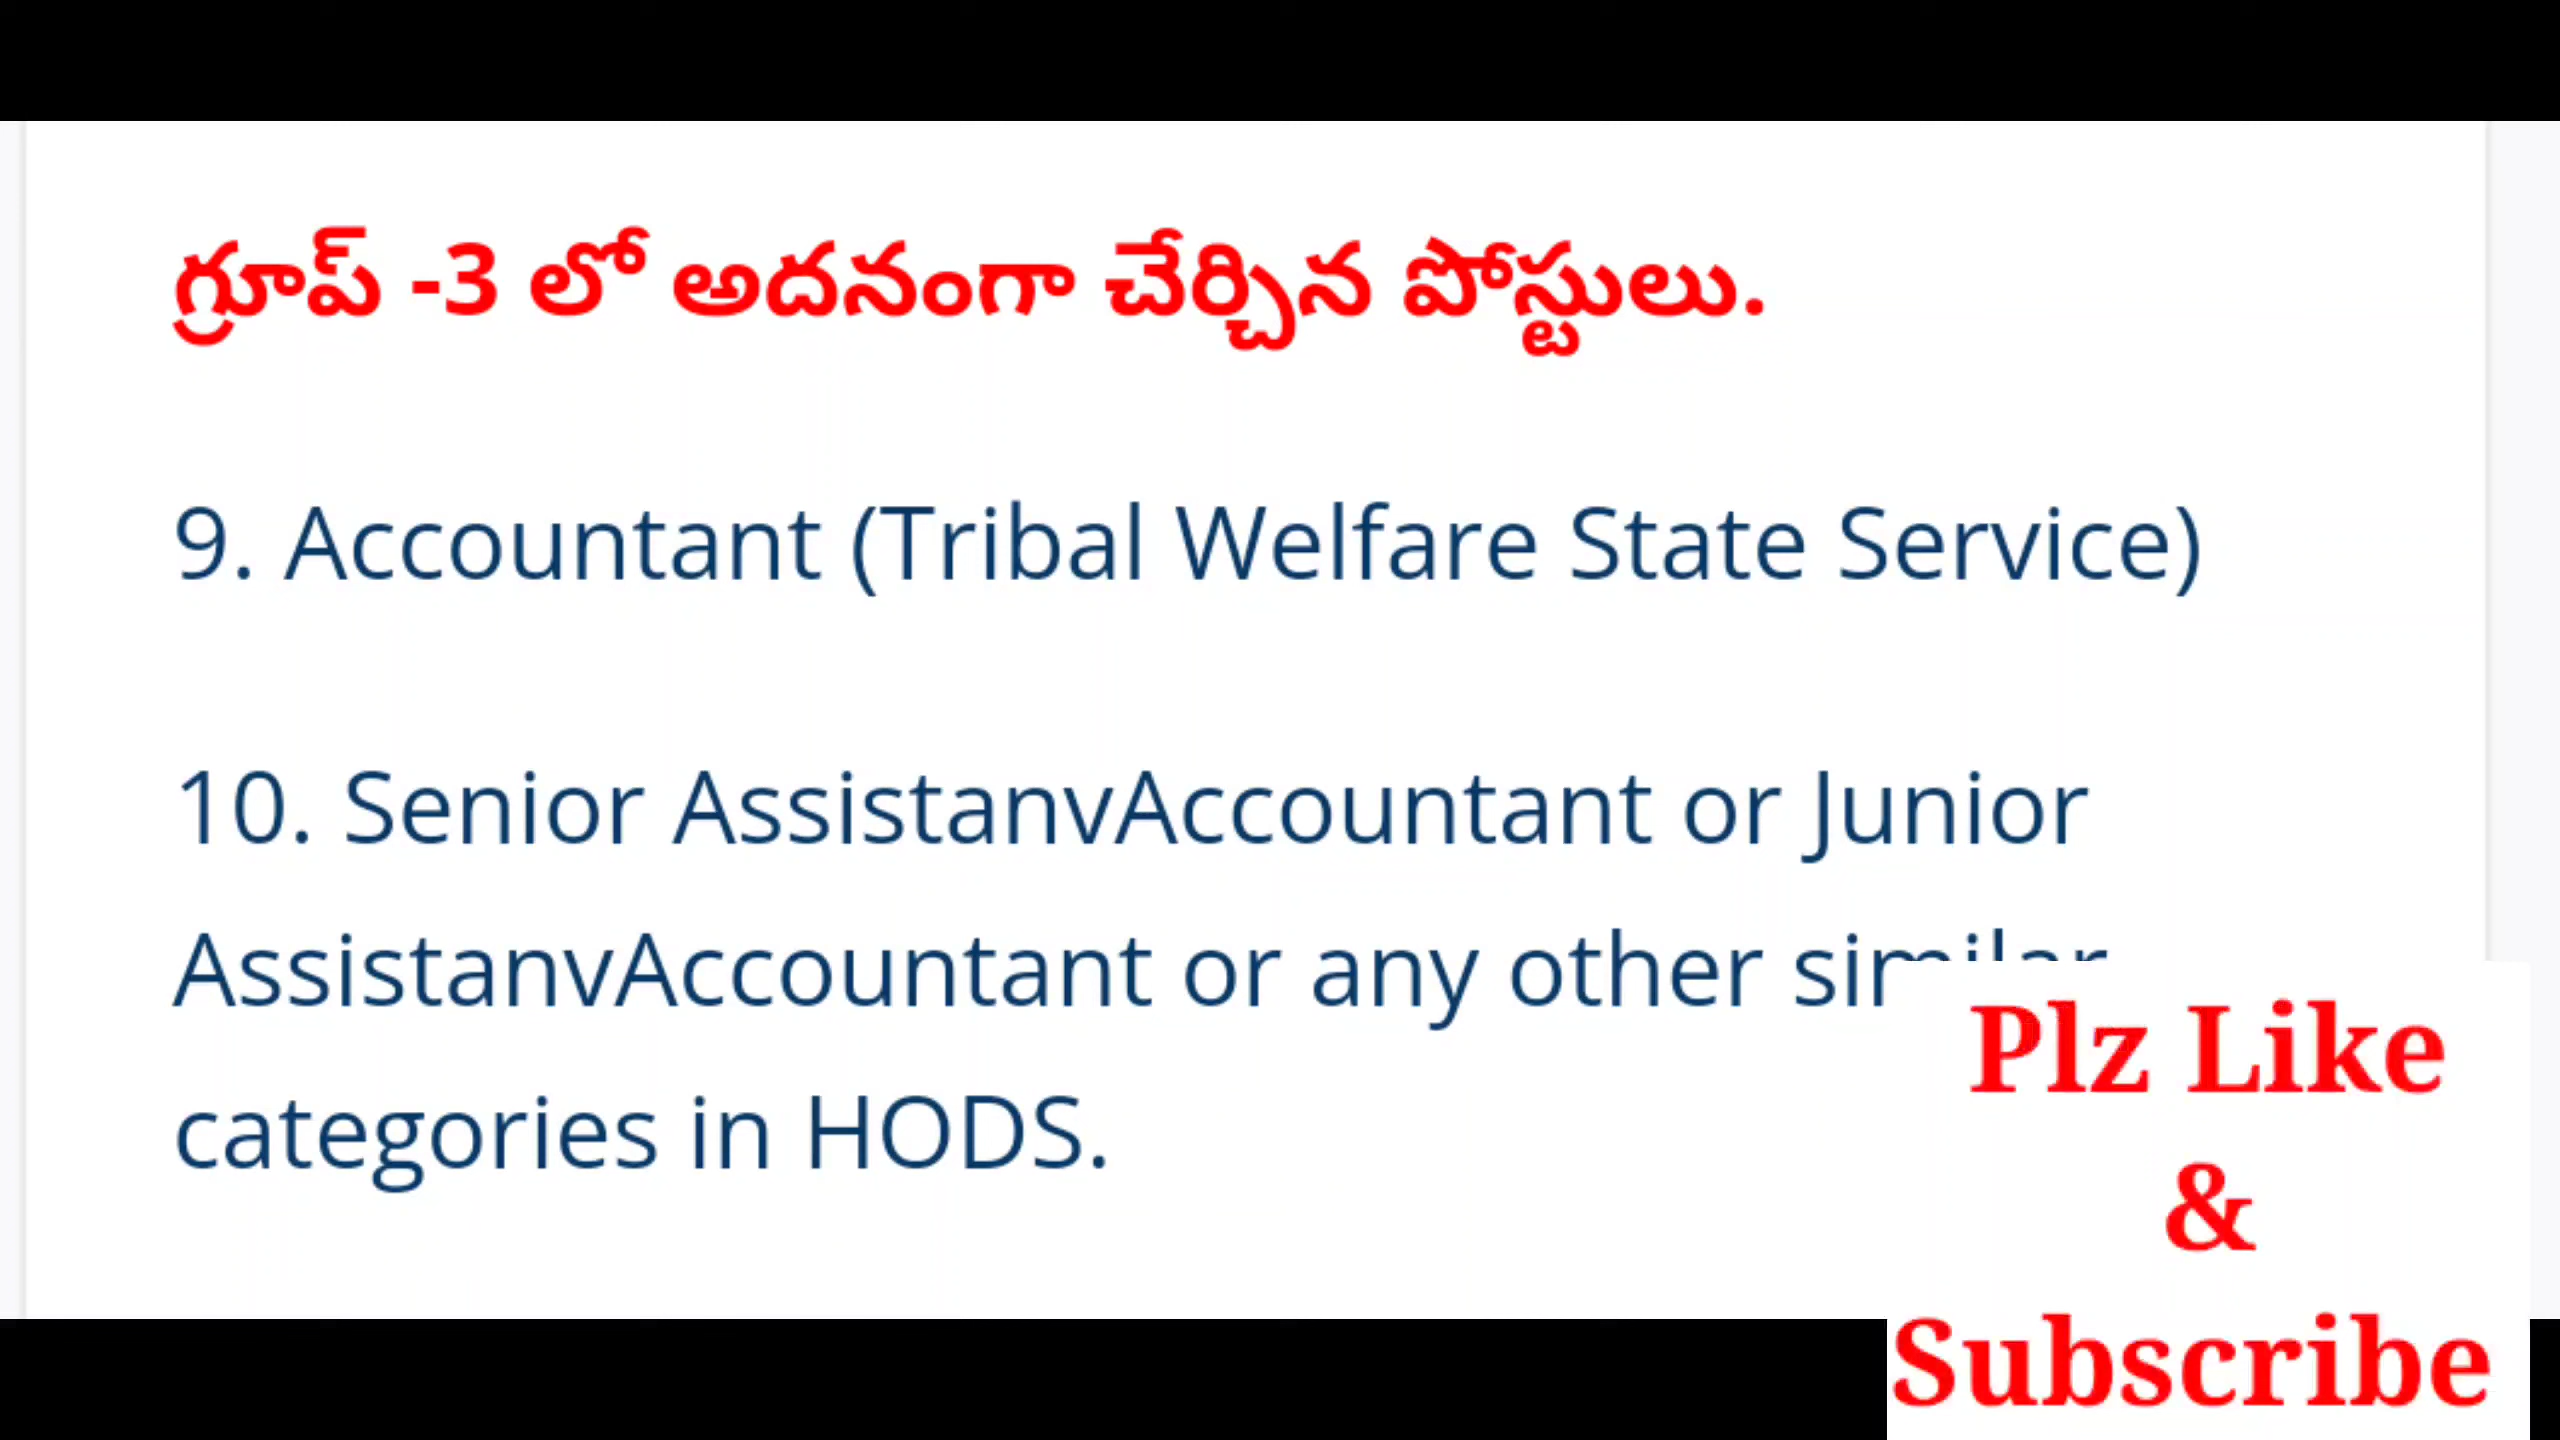 గ్రూప్ -3 లో అదనంగా చేర్చిన పోస్టులు.
9. Accountant (Tribal Welfare State Service)
10. Senior AssistanvAccountant or Junior
AssistanvAccountant or any other similar
categories in HODS.
Plz Like
&
Subscribe